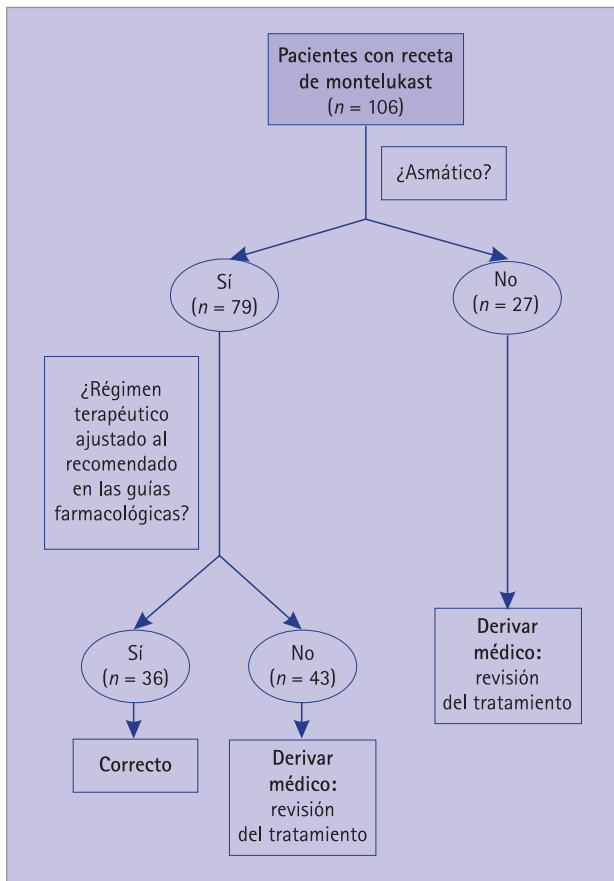 Pacientes con receta
de montelukast
(n = 106)
¿Asmático?
Sí
(n = 79)
No
(n = 27)
¿Régimen
terapéutico
ajustado al
recomendado
en las guías
farmacológicas?
Sí
(n = 36)
No
(n = 43)
Derivar
médico:
revisión
del tratamiento
Correcto
Derivar
médico:
revisión
del tratamiento